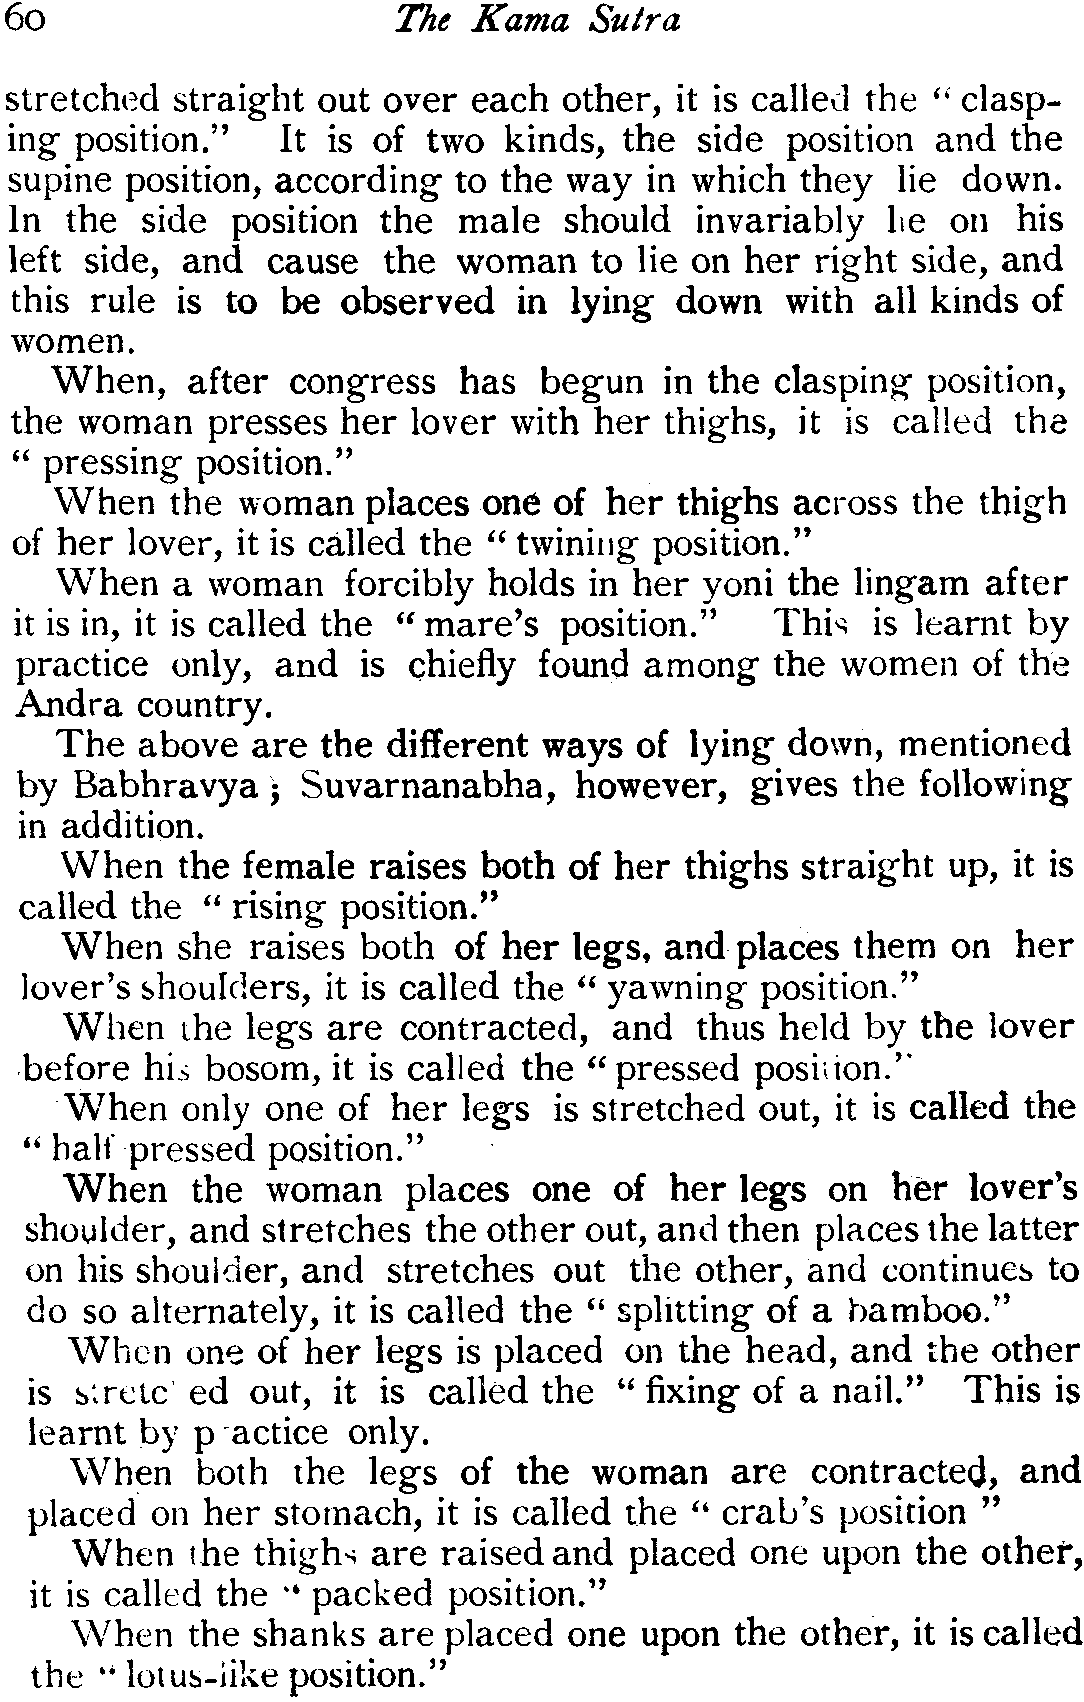 60 The Kama Sutra
stretched straight out over each other, it is called the “ clasp-
ing position.” It is of two kinds, the side position and the
supine position, according to the way in which they lie down.
In the side position the male should invariably lie on his
left side, and cause the woman to lie on her right side, and
this rule is to be observed in lying down with all kinds of
women.
When, after congress has begun in the clasping position,
the woman presses her lover with her thighs, it is called the
“ pressing position.”
When the woman places one of her thighs across the thigh
of her lover, it is called the “ twining position.”
When a woman forcibly holds in her yoni the lingam after
it is in, it is called the “ mare’s position.” This is learnt by
practice only, and is chiefly found among the women of the
Andra country.
The above are the different ways of lying down, mentioned
by Babhravya ; Suvarnanabha, however, gives the following
in addition.
When the female raises both of her thighs straight up, it is
called the “ rising position.”
When she raises both of her legs, and places them on her
lover’s shoulders, it is called the “ yawning position.”
When the legs are contracted, and thus held by the lover
before his bosom, it is called the “ pressed position.”
When only one of her legs is stretched out, it is called the
“ half pressed position.”
When the woman places one of her legs on her lover’s
shoulder, and stretches the other out, and then places the latter
on his shoulder, and stretches out the other, and continues to
do so alternately, it is called the “ splitting of a bamboo.”
When one of her legs is placed on the head, and the other
is stretc ed out, it is called the “ fixing of a nail.” This is
learnt by p actice only.
When both the legs of the woman are contracted, and
placed on her stomach, it is called the “ crab’s position ”
When the thighs are raised and placed one upon the other,
it is called the “ packed position.”
When the shanks are placed one upon the other, it is called
the “ lotus-like position.”